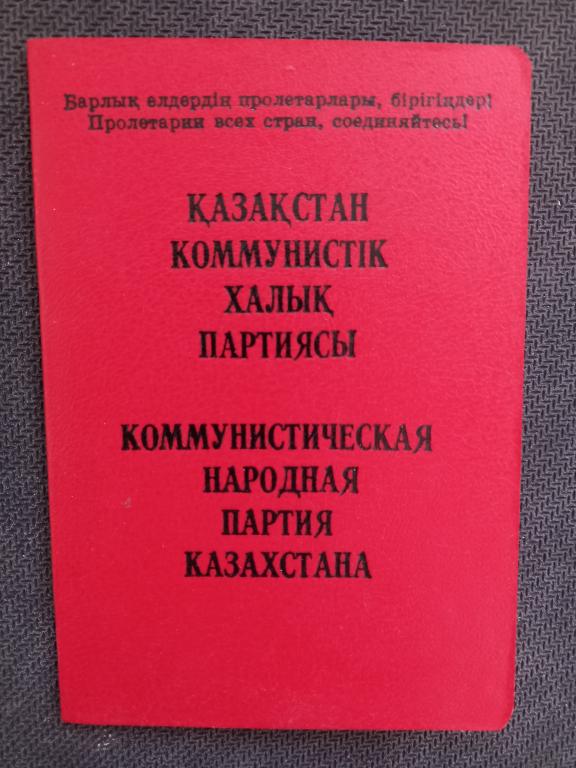 Барлық елдердің пролетарлары, бірігіңдер!
Пролетарии всех стран, соединяйтесь!
ҚАЗАҚСТАН
КОММУНИСТІК
ХАЛЫҚ
ПАРТИЯСЫ
КОММУНИСТИЧЕСКАЯ
НАРОДНАЯ
ПАРТИЯ
КАЗАХСТАНА